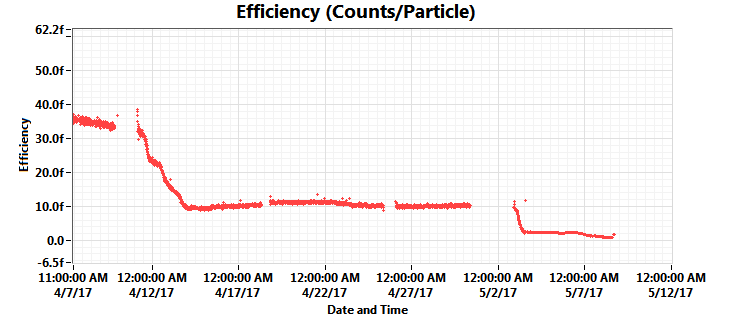 Efficiency (Counts/Particle)
62.2f
50.0f
40.0f
30.0f
20.0f
10.0f
0.0
-6.5f
Efficiency
11:00:00 AM 12:00:00 AM 12:00:00 AM 12:00:00 AM 12:00:00 AM 12:00:00 AM 12:00:00 AM 12:00:00 AM
4/7/17 4/12/17 4/17/17 4/22/17 4/27/17 5/2/17 5/7/17 5/12/17
Date and Time